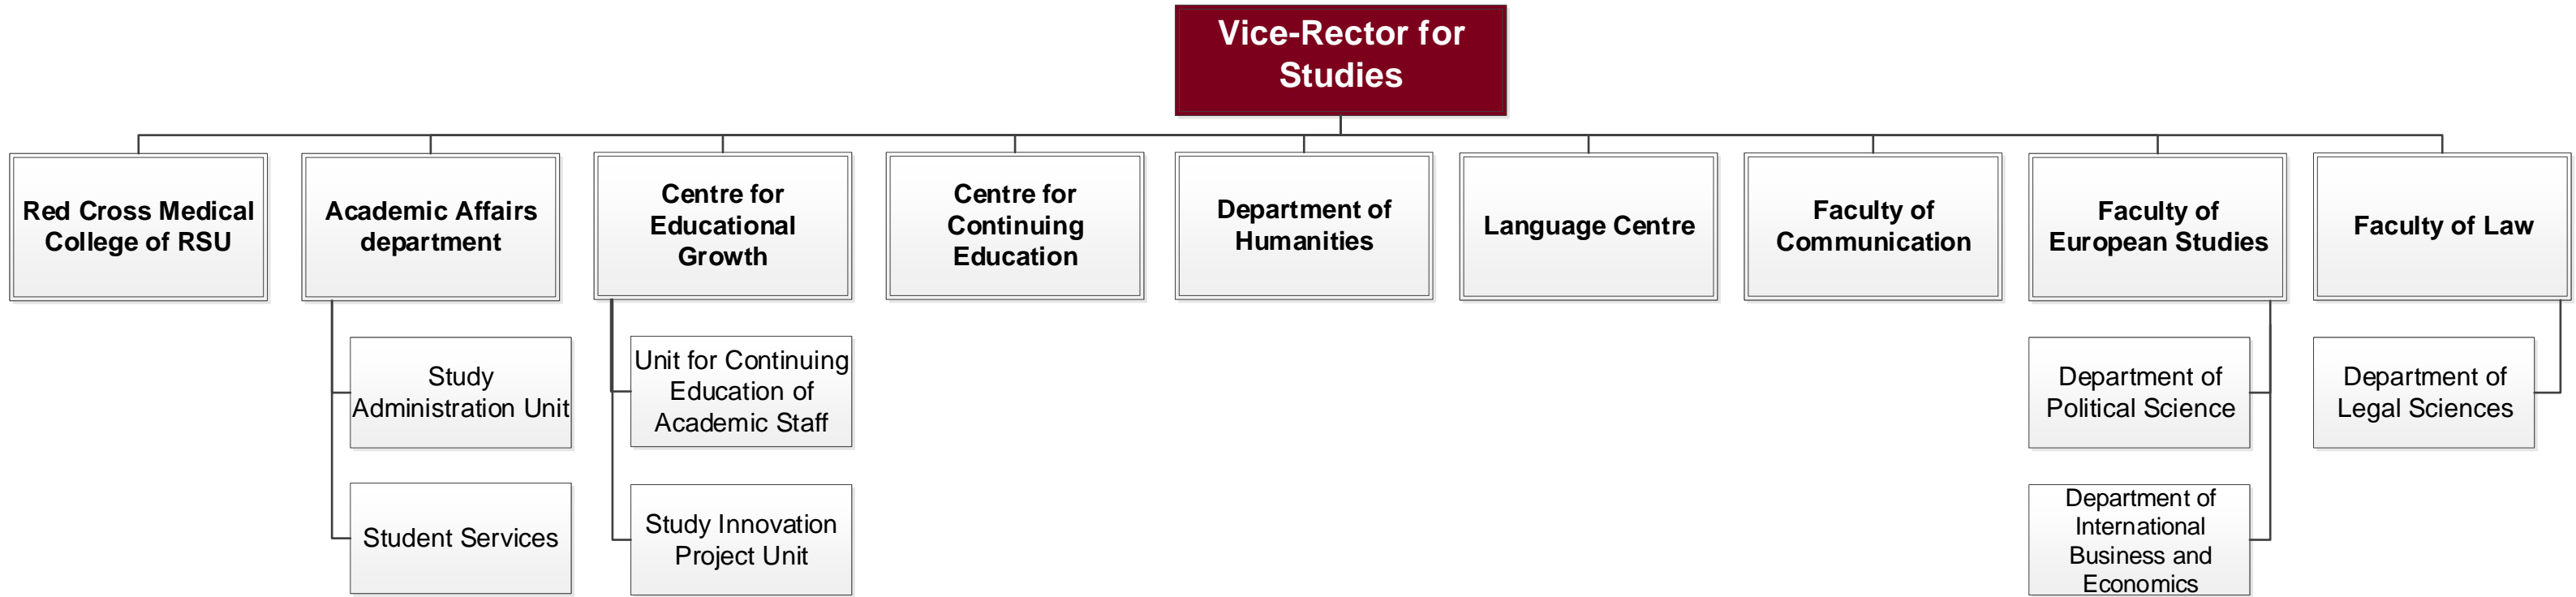 Vice-Rector for
Studies
Red Cross Medical
College of RSU
Academic Affairs
department
Centre for
Educational
Growth
Centre for
Continuing
Education
Department of
Humanities
Language Centre
Faculty of
Communication
Faculty of
European Studies
Faculty of Law
Study
Administration Unit
Unit for Continuing
Education of
Academic Staff
Department of
Political Science
Department of
Legal Sciences
Student Services
Study Innovation
Project Unit
Department of
International
Business and
Economics